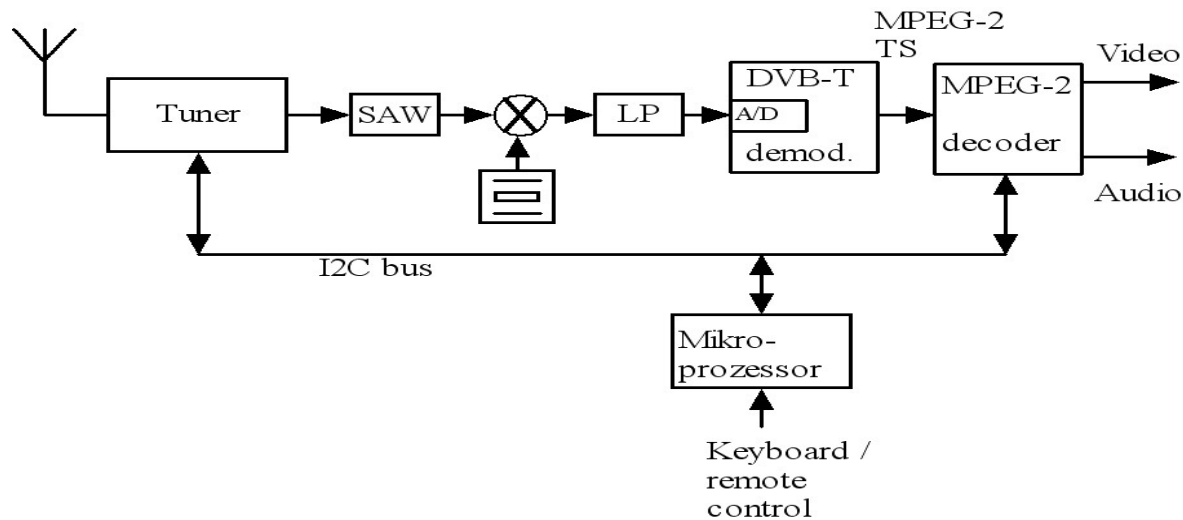 MPEG-2
TS
Video
Tuner
SAW
LP
DVB-T
A/D
demod.
MPEG-2
decoder
Audio
I2C bus
Mikro-
prozessor
Keyboard /
remote
control